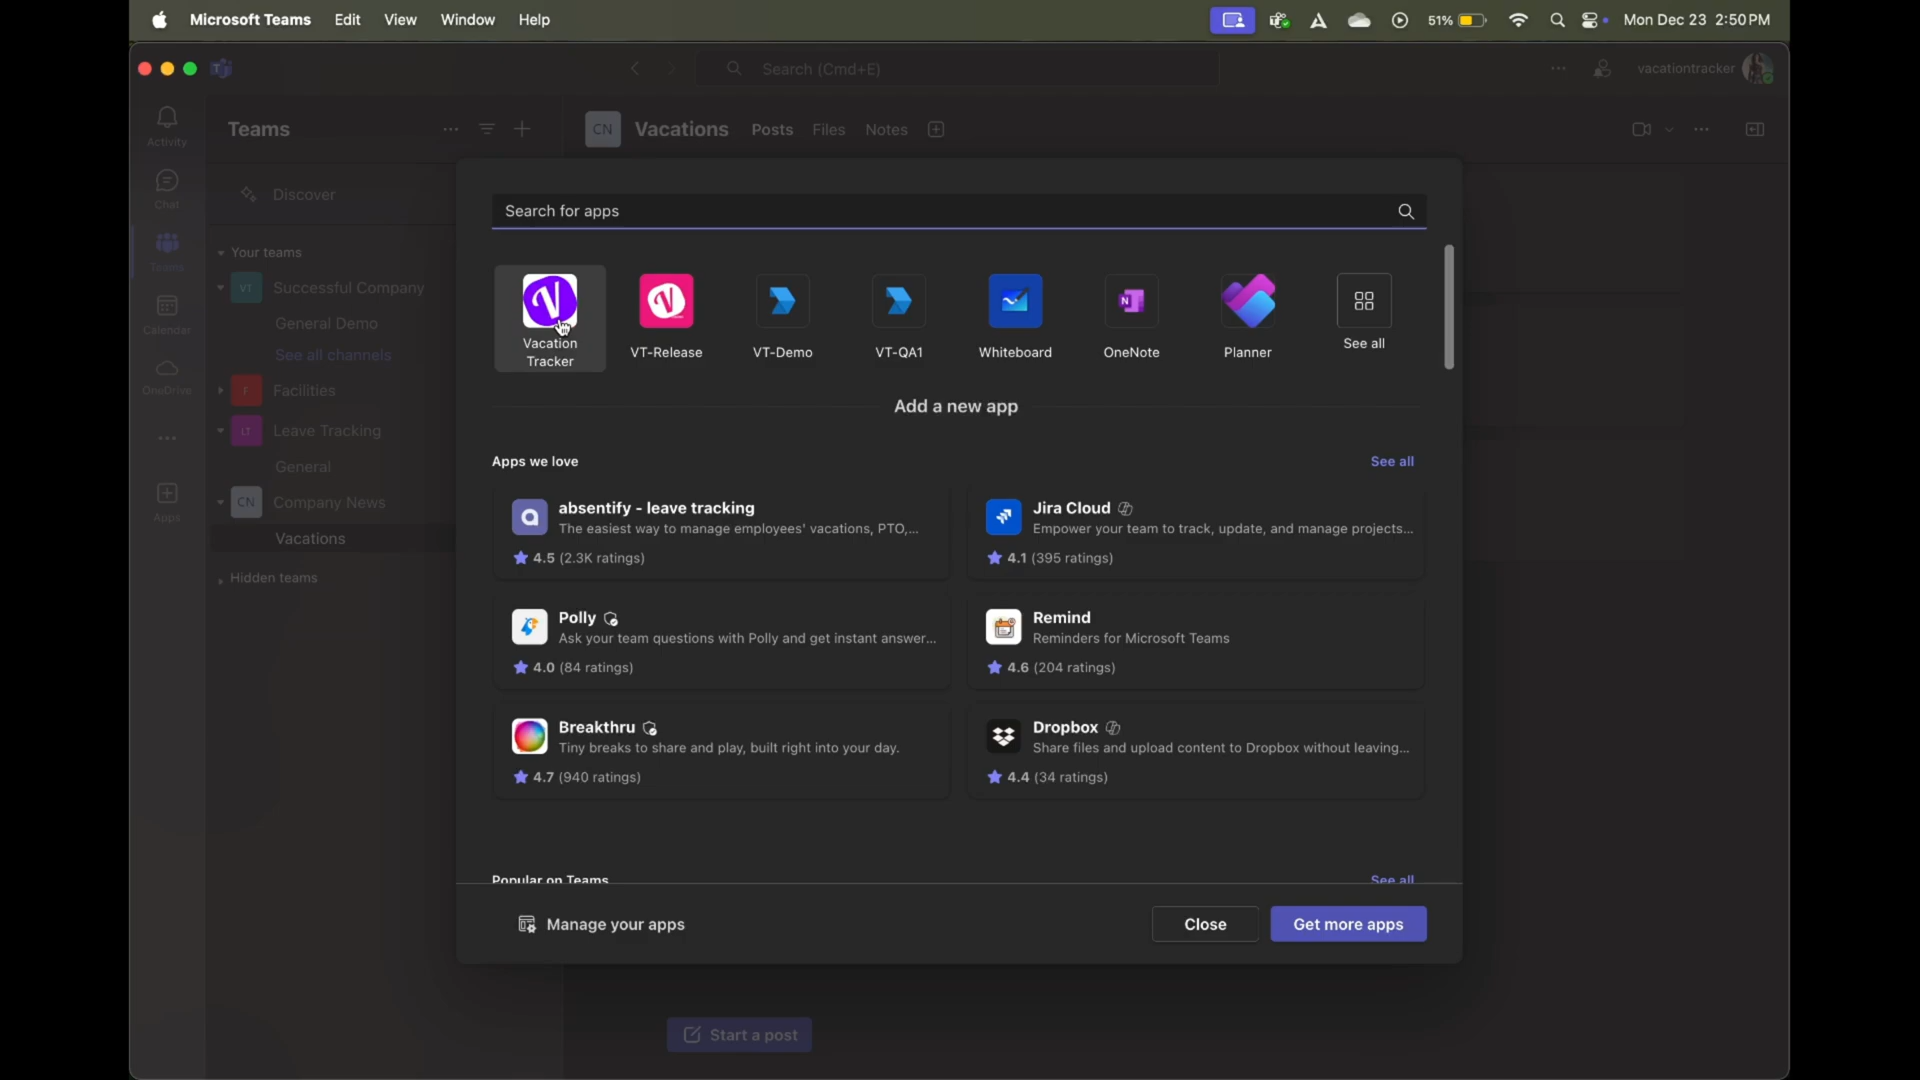 Microsoft Teams Edit View Window Help 51% Mon Dec 23 2:50 PM
Search (Cmd+E) vacationtracker
Activity
Chat
Teams
Calendar
OneDrive
Apps
Teams
Discover
Your teams
VT Successful Company
General Demo
See all channels
F Facilities
LT Leave Tracking
General
CN Company News
Vacations
Hidden teams
CN Vacations Posts Files Notes
Search for apps
Vacation Tracker
VT-Release
VT-Demo
VT-QA1
Whiteboard
OneNote
Planner
See all
Add a new app
Apps we love See all
absentify - leave tracking
The easiest way to manage employees' vacations, PTO,...
4.5 (2.3K ratings)
Jira Cloud
Empower your team to track, update, and manage projects...
4.1 (395 ratings)
Polly
Ask your team questions with Polly and get instant answer...
4.0 (84 ratings)
Remind
Reminders for Microsoft Teams
4.6 (204 ratings)
Breakthru
Tiny breaks to share and play, built right into your day.
4.7 (940 ratings)
Dropbox
Share files and upload content to Dropbox without leaving...
4.4 (34 ratings)
Popular on Teams See all
Manage your apps Close Get more apps
Start a post